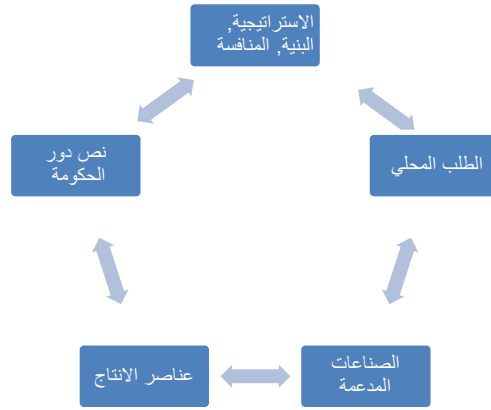 الاستراتيجية,
البنية, المنافسة
الطلب المحلي
نص دور
الحكومة
الصناعات
المدعمة
عناصر الانتاج